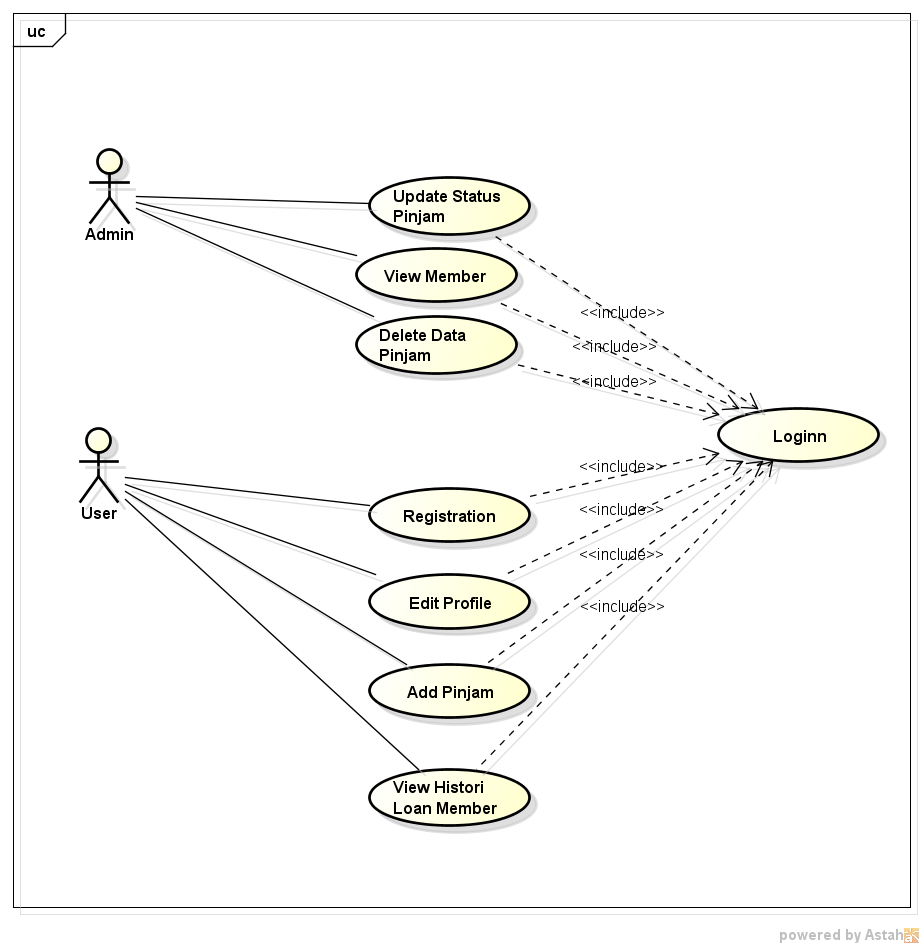 uc
Admin
Update Status
Pinjam
View Member
Delete Data
Pinjam
<<include>>
<<include>>
<<include>>
Loginn
User
Registration
Edit Profile
Add Pinjam
View Histori
Loan Member
<<include>>
<<include>>
<<include>>
<<include>>
powered by Astah